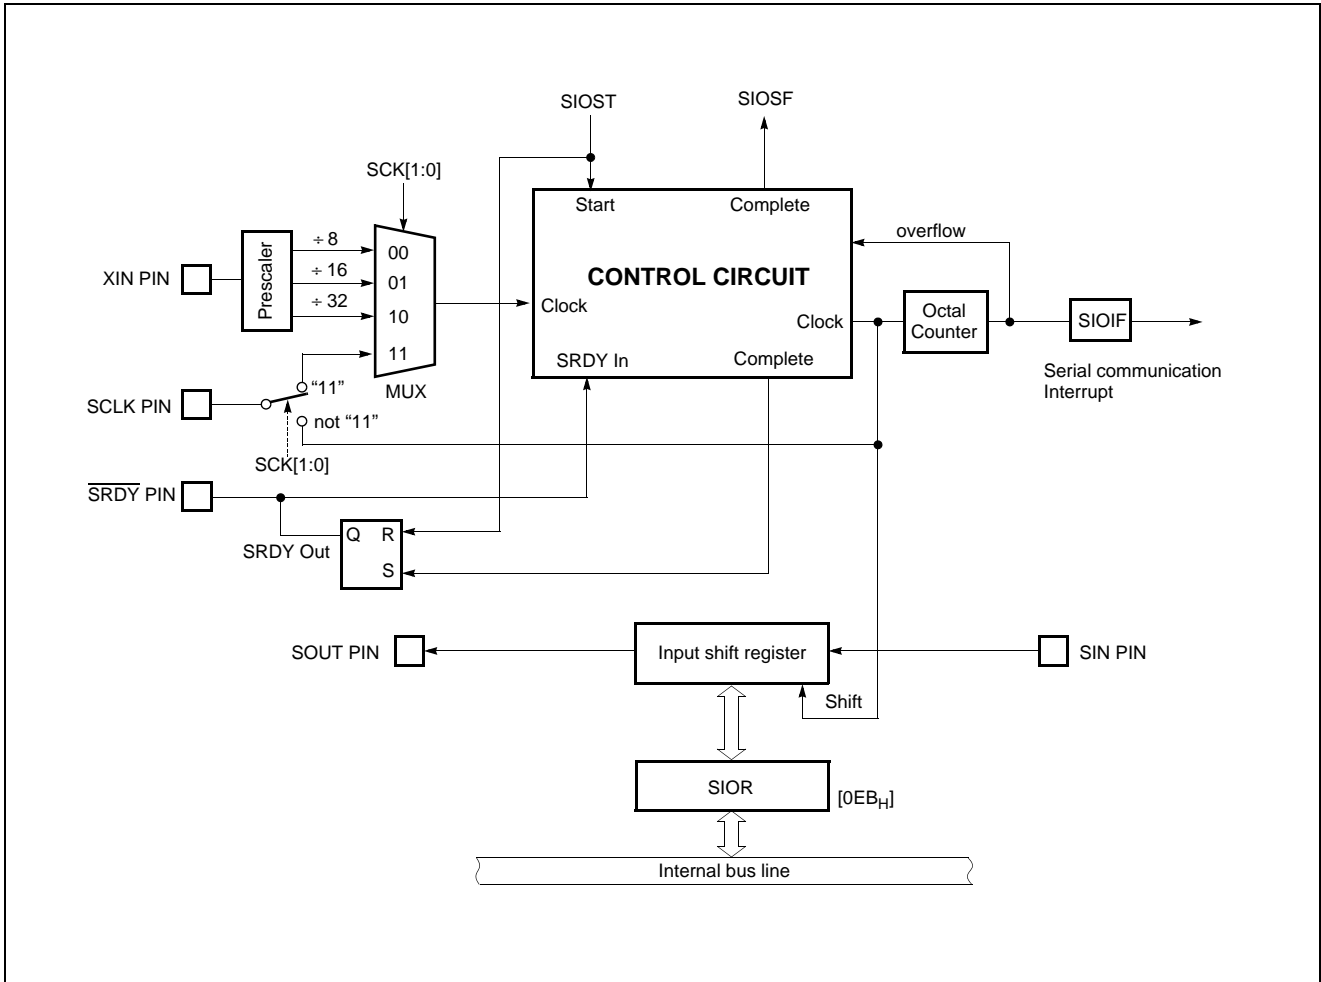 SIOST
SIOSF
SCK[1:0]
Start
Complete
overflow
÷ 8
÷ 16
÷ 32
Prescaler
XIN PIN
00
01
10
11
MUX
CONTROL CIRCUIT
Clock
Clock
SRDY In
Complete
Octal
Counter
SIOIF
Serial communication
Interrupt
"11"
SCLK PIN
not "11"
SCK[1:0]
SRDY PIN
Q R
SRDY Out
S
SOUT PIN
Input shift register
SIN PIN
Shift
SIOR
[0EBH]
Internal bus line